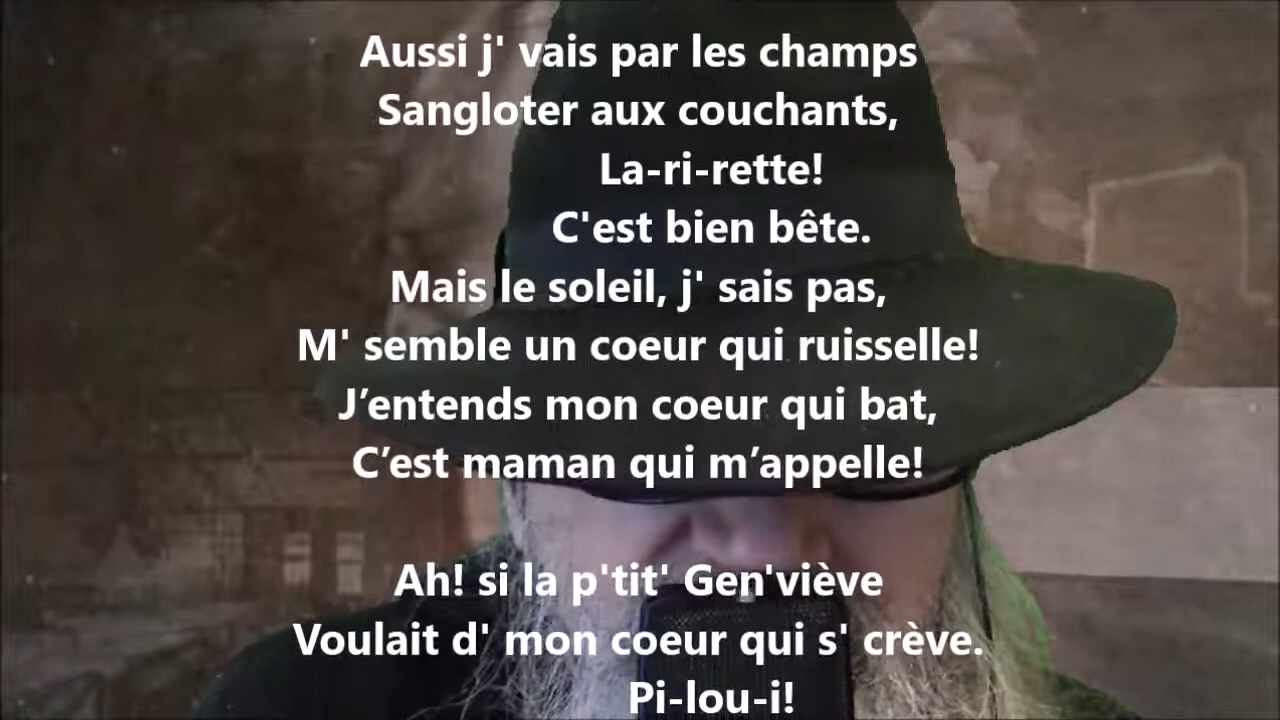 Aussi j' vais par les champs
Sangloter aux couchants,
La-ri-rette!
C'est bien bête.
Mais le soleil, j' sais pas,
M' semble un coeur qui ruisselle!
J’entends mon coeur qui bat,
C’est maman qui m’appelle!
Ah! si la p'tit' Gen'viève
Voulait d' mon coeur qui s' crève.
Pi-lou-i!